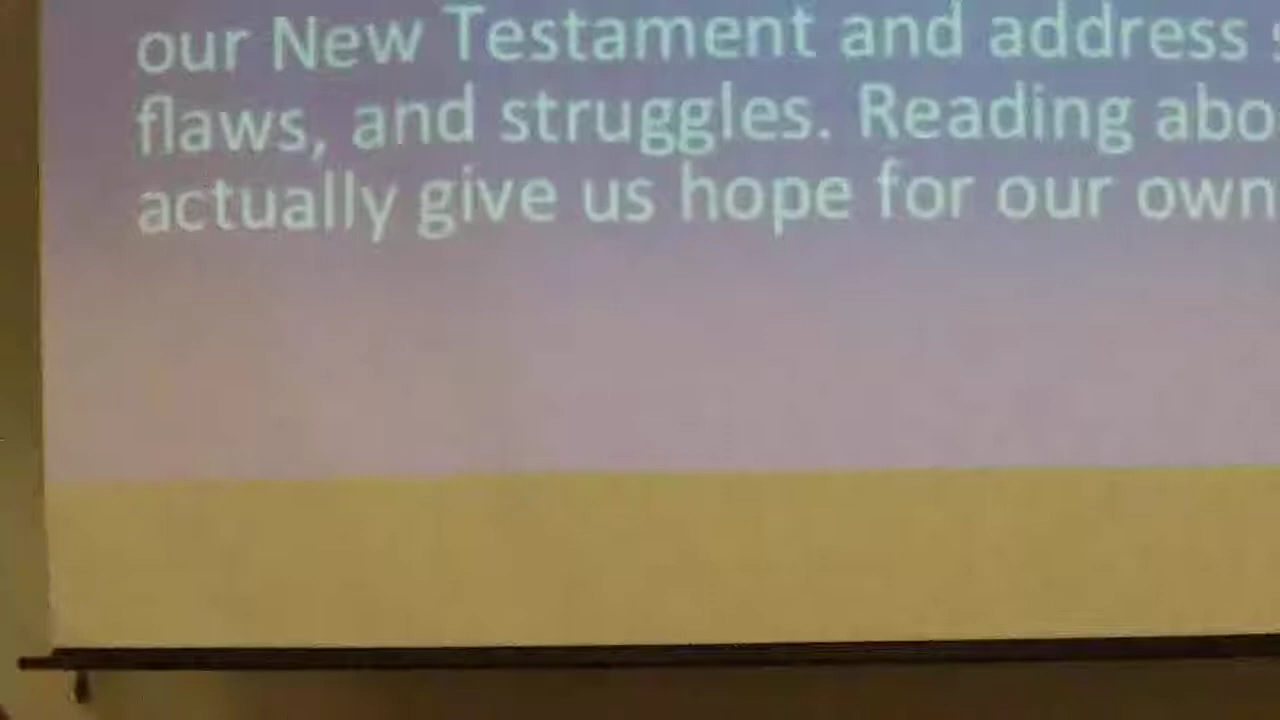 our New Testament and address
flaws, and struggles. Reading
actually give us hope for our own